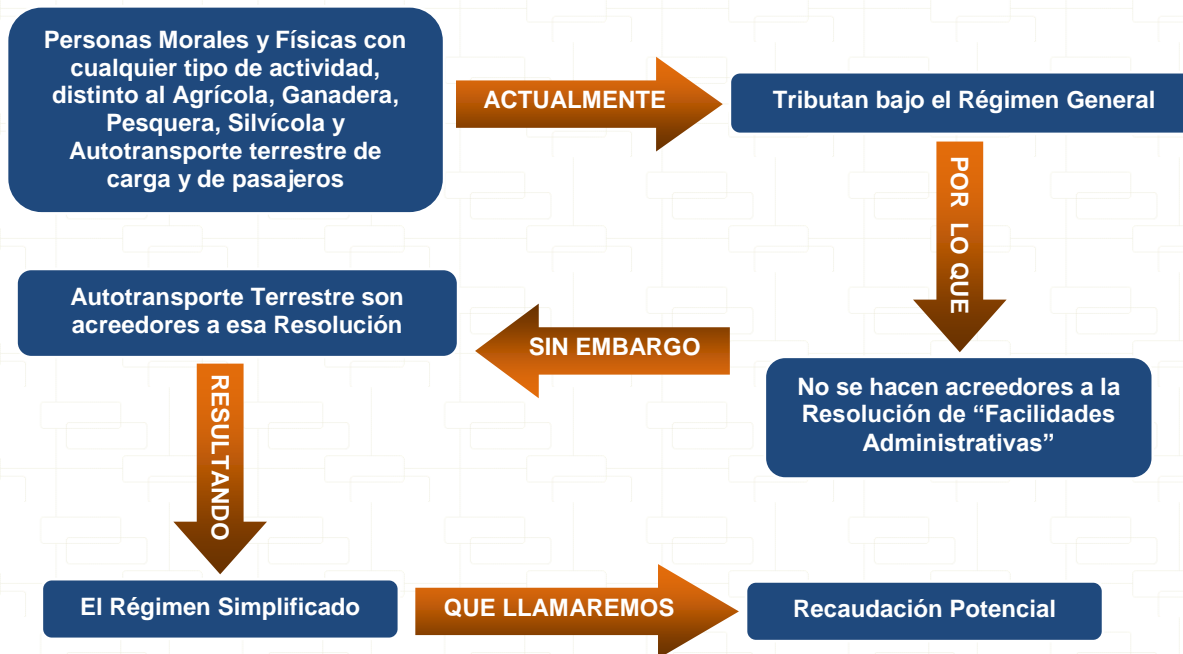 Personas Morales y Físicas con
cualquier tipo de actividad,
distinto al Agrícola, Ganadera,
Pesquera, Silvícola y
Autotransporte terrestre de
carga y de pasajeros
ACTUALMENTE
Tributan bajo el Régimen General
POR LO QUE
No se hacen acreedores a la
Resolución de “Facilidades
Administrativas”
SIN EMBARGO
Autotransporte Terrestre son
acreedores a esa Resolución
RESULTANDO
El Régimen Simplificado
QUE LLAMAREMOS
Recaudación Potencial